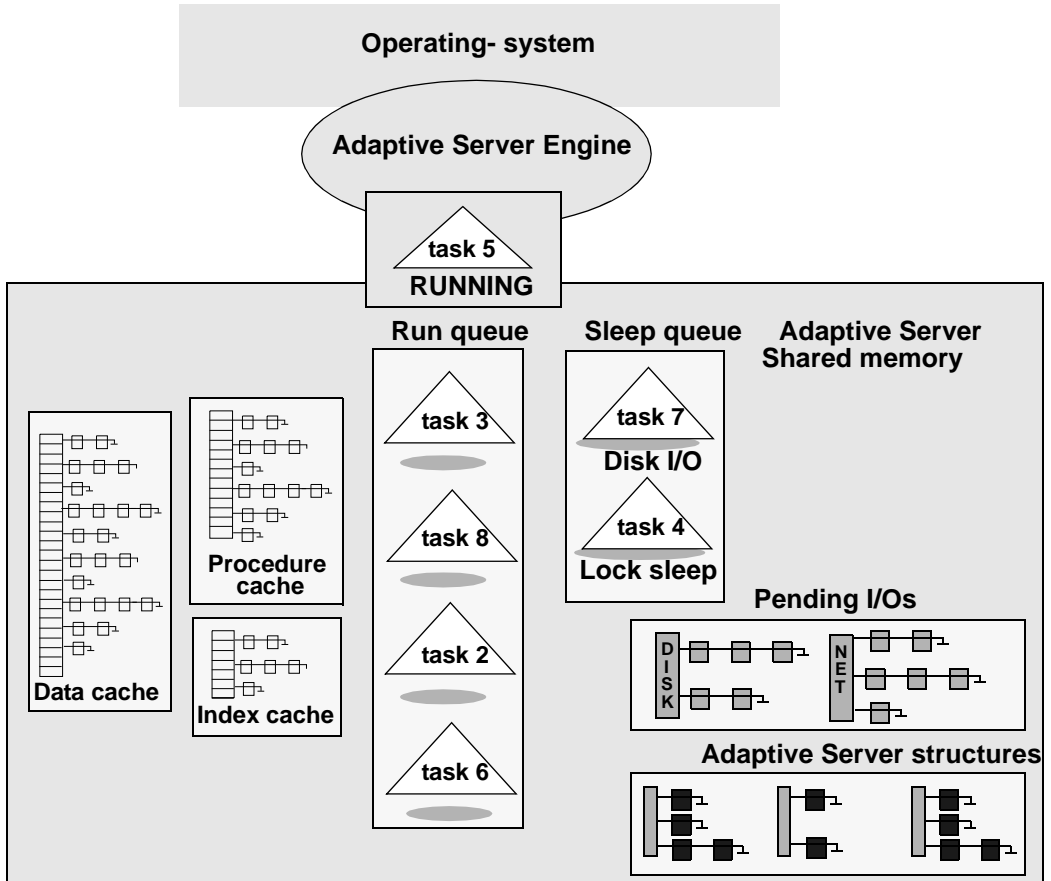 Operating- system
Adaptive Server Engine
task 5
RUNNING
Run queue
Sleep queue
Adaptive Server
Shared memory
task 3
task 8
task 2
task 6
task 7
Disk I/O
task 4
Lock sleep
Procedure
cache
Data cache
Index cache
Pending I/Os
DISK
NET
Adaptive Server structures